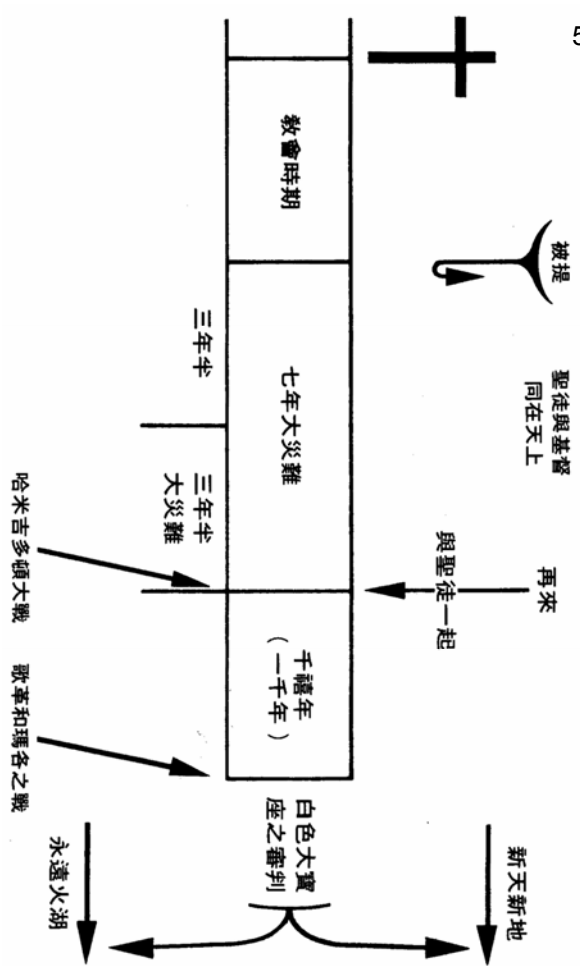 5
被提
聖徒與基督
同在天上
再來
與聖徒一起
新天新地
敎會時期
七年大災難
千禧年
(一千年)
白色大寶
座之審判
三年半
三年半
大災難
哈米吉多頓大戰
歌革和瑪各之戰
永遠火湖